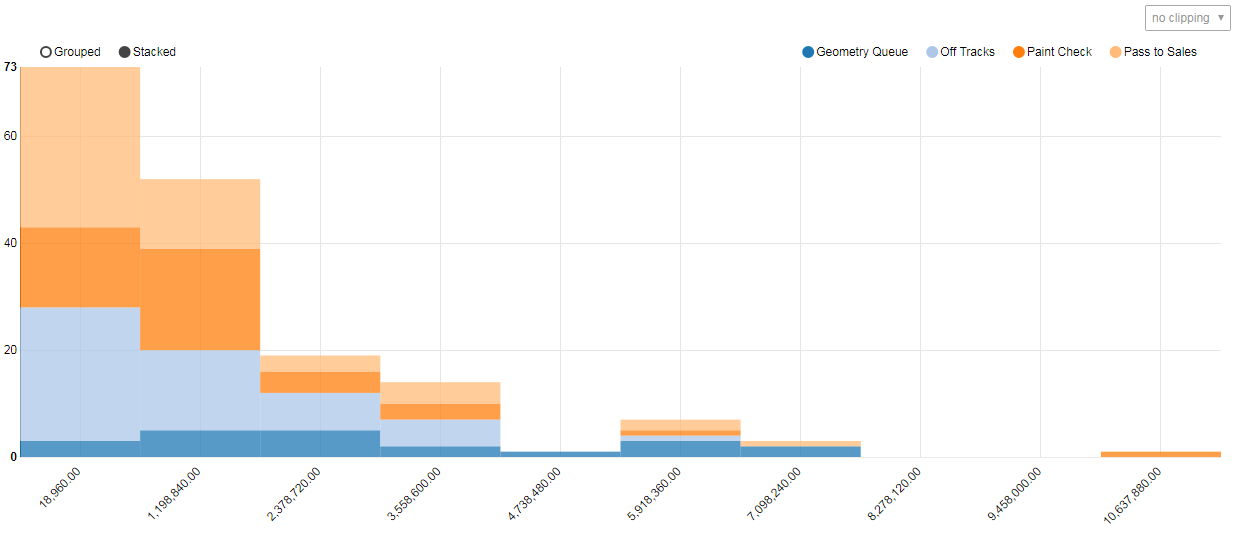 no clipping ▼
Grouped Stacked Geometry Queue Off Tracks Paint Check Pass to Sales
73
60
40
20
0
18,960.00 1,198,840.00 2,378,720.00 3,558,600.00 4,738,480.00 5,918,360.00 7,098,240.00 8,278,120.00 9,458,000.00 10,637,880.00